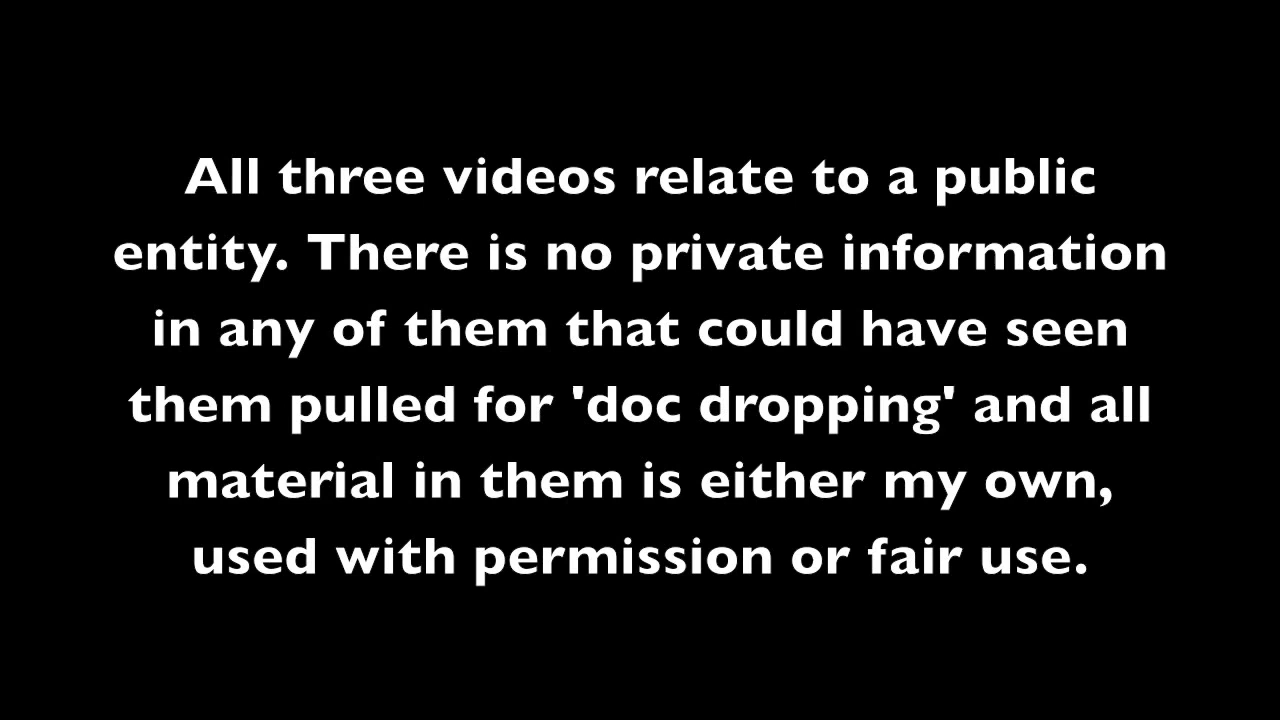 All three videos relate to a public
entity. There is no private information
in any of them that could have seen
them pulled for 'doc dropping' and all
material in them is either my own,
used with permission or fair use.